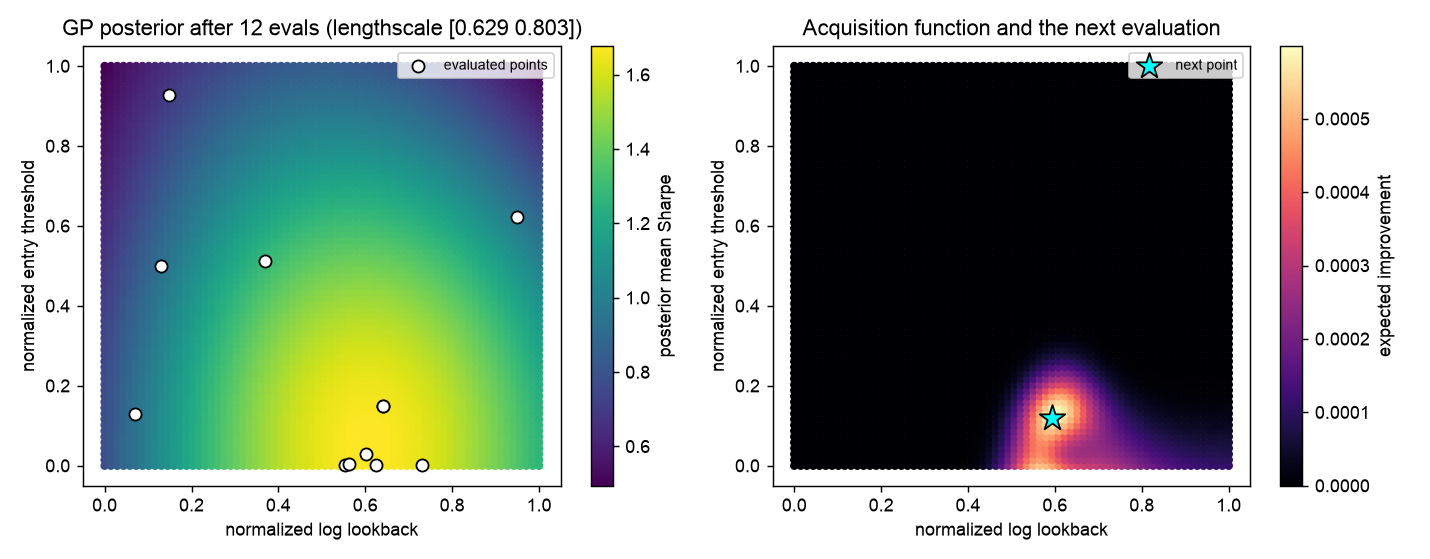 GP posterior after 12 evals (lengthscale [0.629 0.803])
evaluated points
1.0
0.8
0.6
0.4
0.2
0.0
normalized entry threshold
0.0 0.2 0.4 0.6 0.8 1.0
normalized log lookback
1.6
1.4
1.2
1.0
0.8
0.6
posterior mean Sharpe
Acquisition function and the next evaluation
next point
1.0
0.8
0.6
0.4
0.2
0.0
normalized entry threshold
0.0 0.2 0.4 0.6 0.8 1.0
normalized log lookback
0.0005
0.0004
0.0003
0.0002
0.0001
0.0000
expected improvement